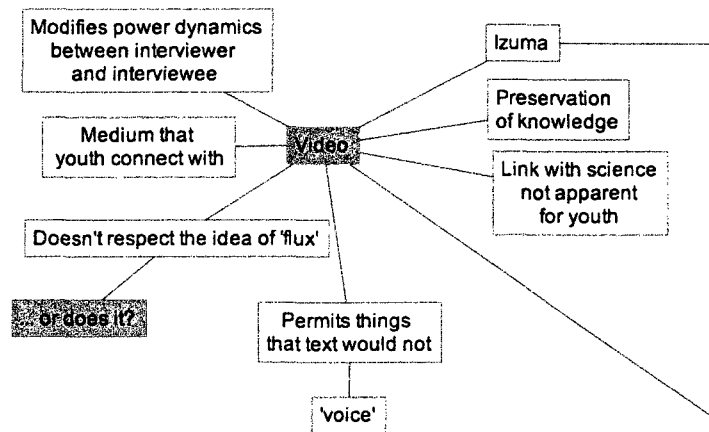 Modifies power dynamics
between interviewer
and interviewee
Izuma
Preservation
of knowledge
Medium that
youth connect with
Video
Link with science
not apparent
for youth
Doesn't respect the idea of 'flux'
... or does it?
Permits things
that text would not
'voice'